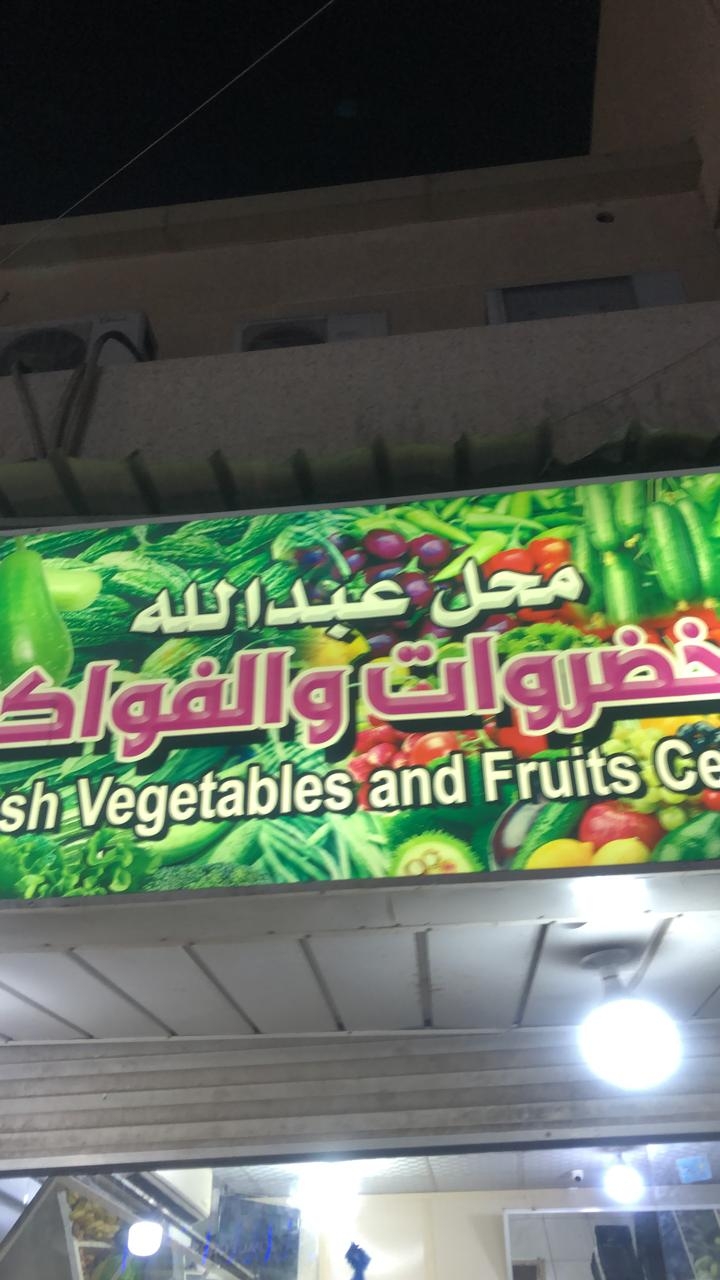 محل عبدالله
خضروات والفواك
sh Vegetables and Fruits Ce